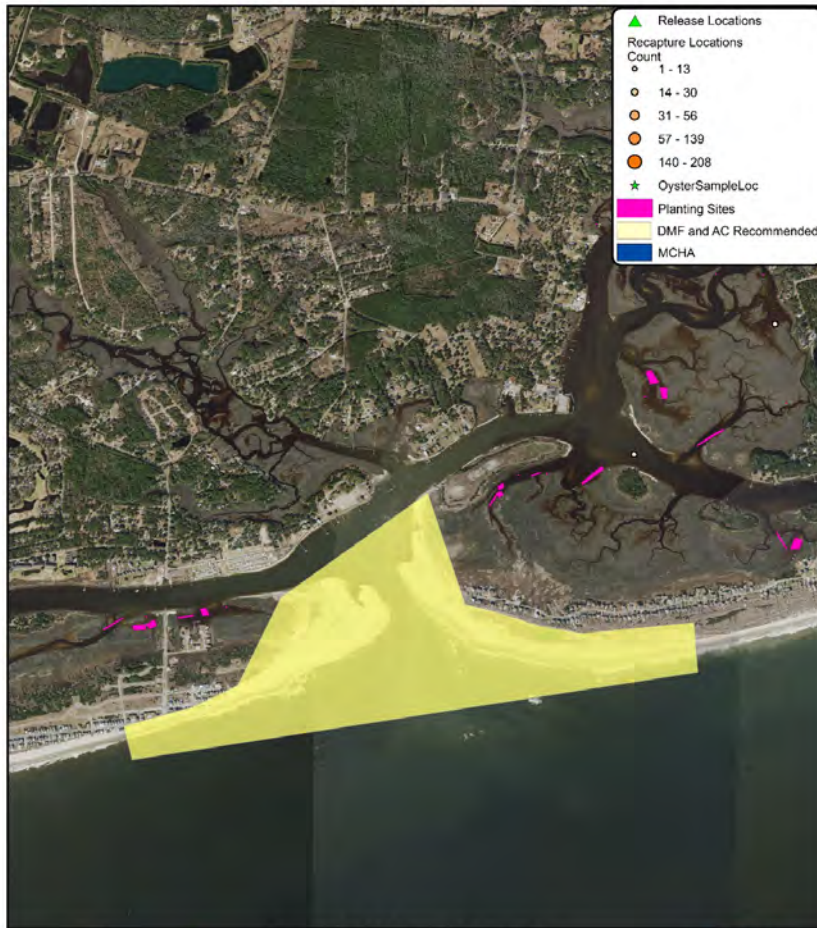 Release Locations
Recapture Locations
Count
1 - 13
14 - 30
31 - 56
57 - 139
140 - 208
OysterSampleLoc
Planting Sites
DMF and AC Recommended
MCHA